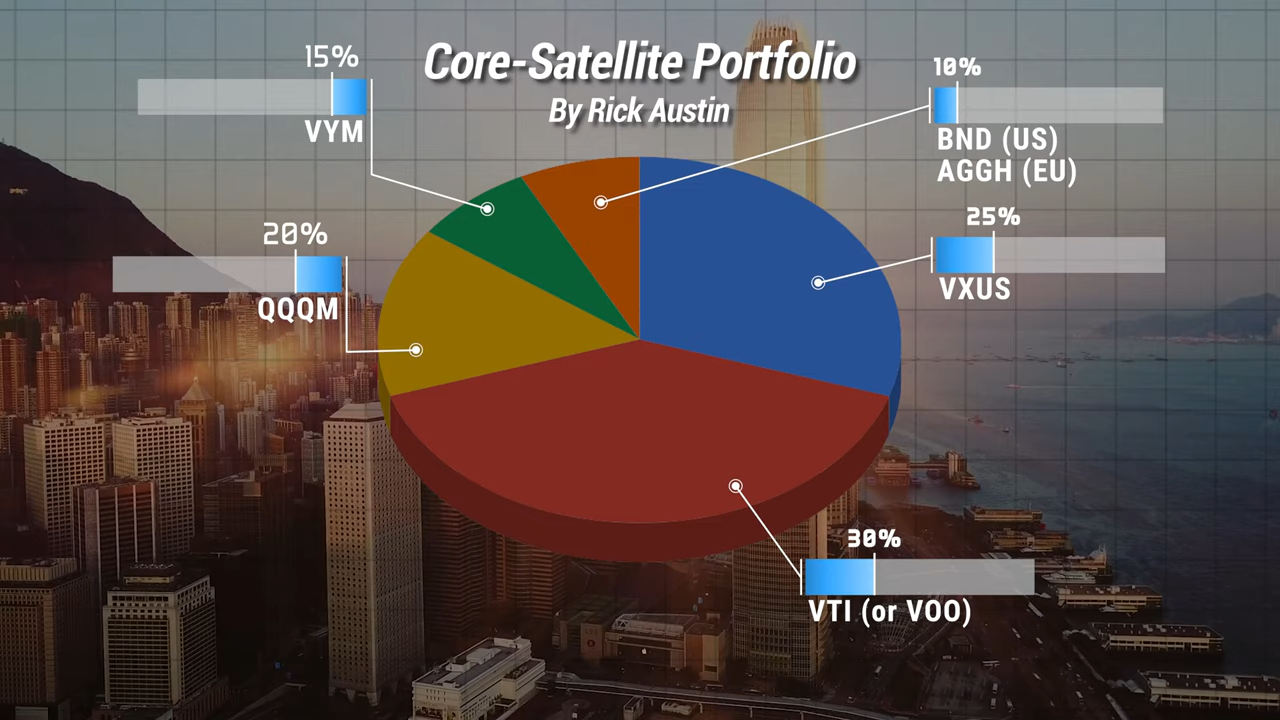 Core-Satellite Portfolio
By Rick Austin
15%
VYM
10%
BND (US)
AGGH (EU)
20%
QQQM
25%
VXUS
30%
VTI (or VOO)